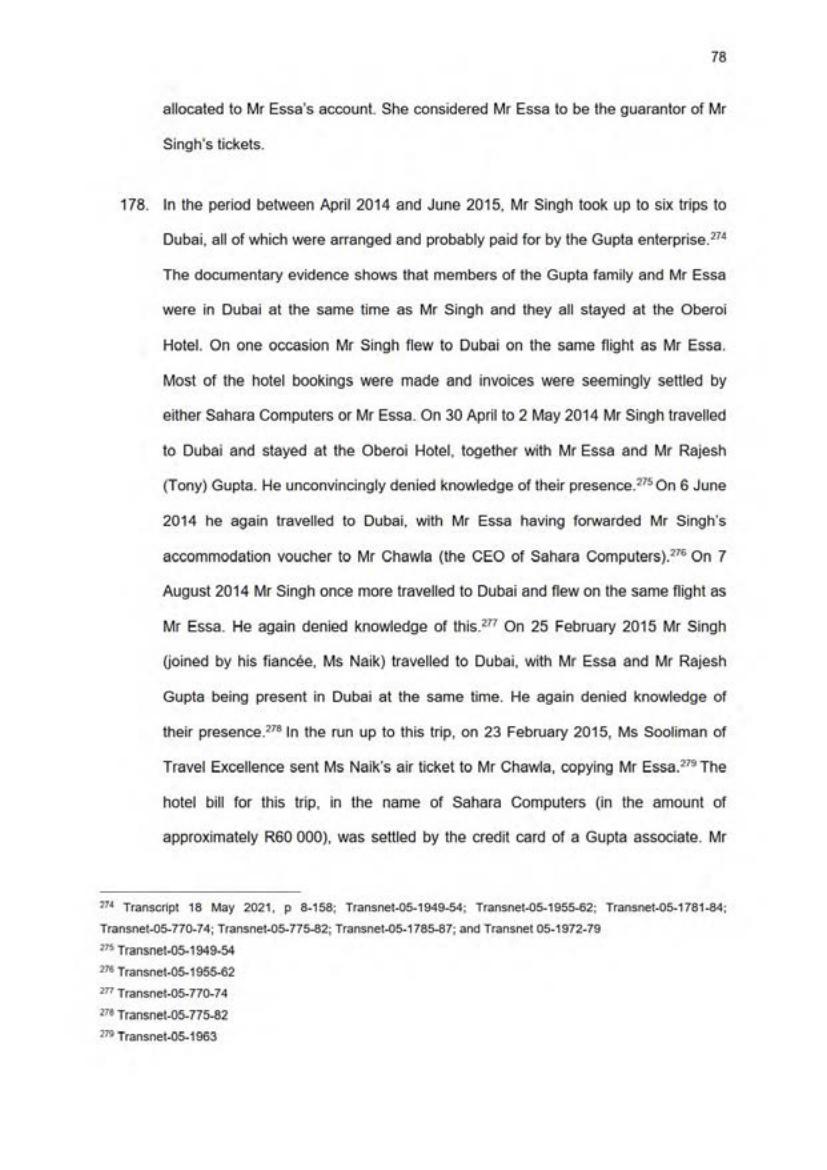 78
allocated to Mr Essa's account. She considered Mr Essa to be the guarantor of Mr
Singh's tickets.
178. In the period between April 2014 and June 2015, Mr Singh took up to six trips to
Dubai, all of which were arranged and probably paid for by the Gupta enterprise.274
The documentary evidence shows that members of the Gupta family and Mr Essa
were in Dubai at the same time as Mr Singh and they all stayed at the Oberoi
Hotel. On one occasion Mr Singh flew to Dubai on the same flight as Mr Essa.
Most of the hotel bookings were made and invoices were seemingly settled by
either Sahara Computers or Mr Essa. On 30 April to 2 May 2014 Mr Singh travelled
to Dubai and stayed at the Oberoi Hotel, together with Mr Essa and Mr Rajesh
(Tony) Gupta. He unconvincingly denied knowledge of their presence.275 On 6 June
2014 he again travelled to Dubai, with Mr Essa having forwarded Mr Singh's
accommodation voucher to Mr Chawla (the CEO of Sahara Computers).276 On 7
August 2014 Mr Singh once more travelled to Dubai and flew on the same flight as
Mr Essa. He again denied knowledge of this.277 On 25 February 2015 Mr Singh
(joined by his fiancée, Ms Naik) travelled to Dubai, with Mr Essa and Mr Rajesh
Gupta being present in Dubai at the same time. He again denied knowledge of
their presence.278 In the run up to this trip, on 23 February 2015, Ms Sooliman of
Travel Excellence sent Ms Naik's air ticket to Mr Chawla, copying Mr Essa.279 The
hotel bill for this trip, in the name of Sahara Computers (in the amount of
approximately R60 000), was settled by the credit card of a Gupta associate. Mr
274 Transcript 18 May 2021, p 8-158; Transnet-05-1949-54; Transnet-05-1955-62; Transnet-05-1781-84;
Transnet-05-770-74; Transnet-05-775-82; Transnet-05-1785-87; and Transnet 05-1972-79
275 Transnet-05-1949-54
276 Transnet-05-1955-62
277 Transnet-05-770-74
278 Transnet-05-775-82
279 Transnet-05-1963